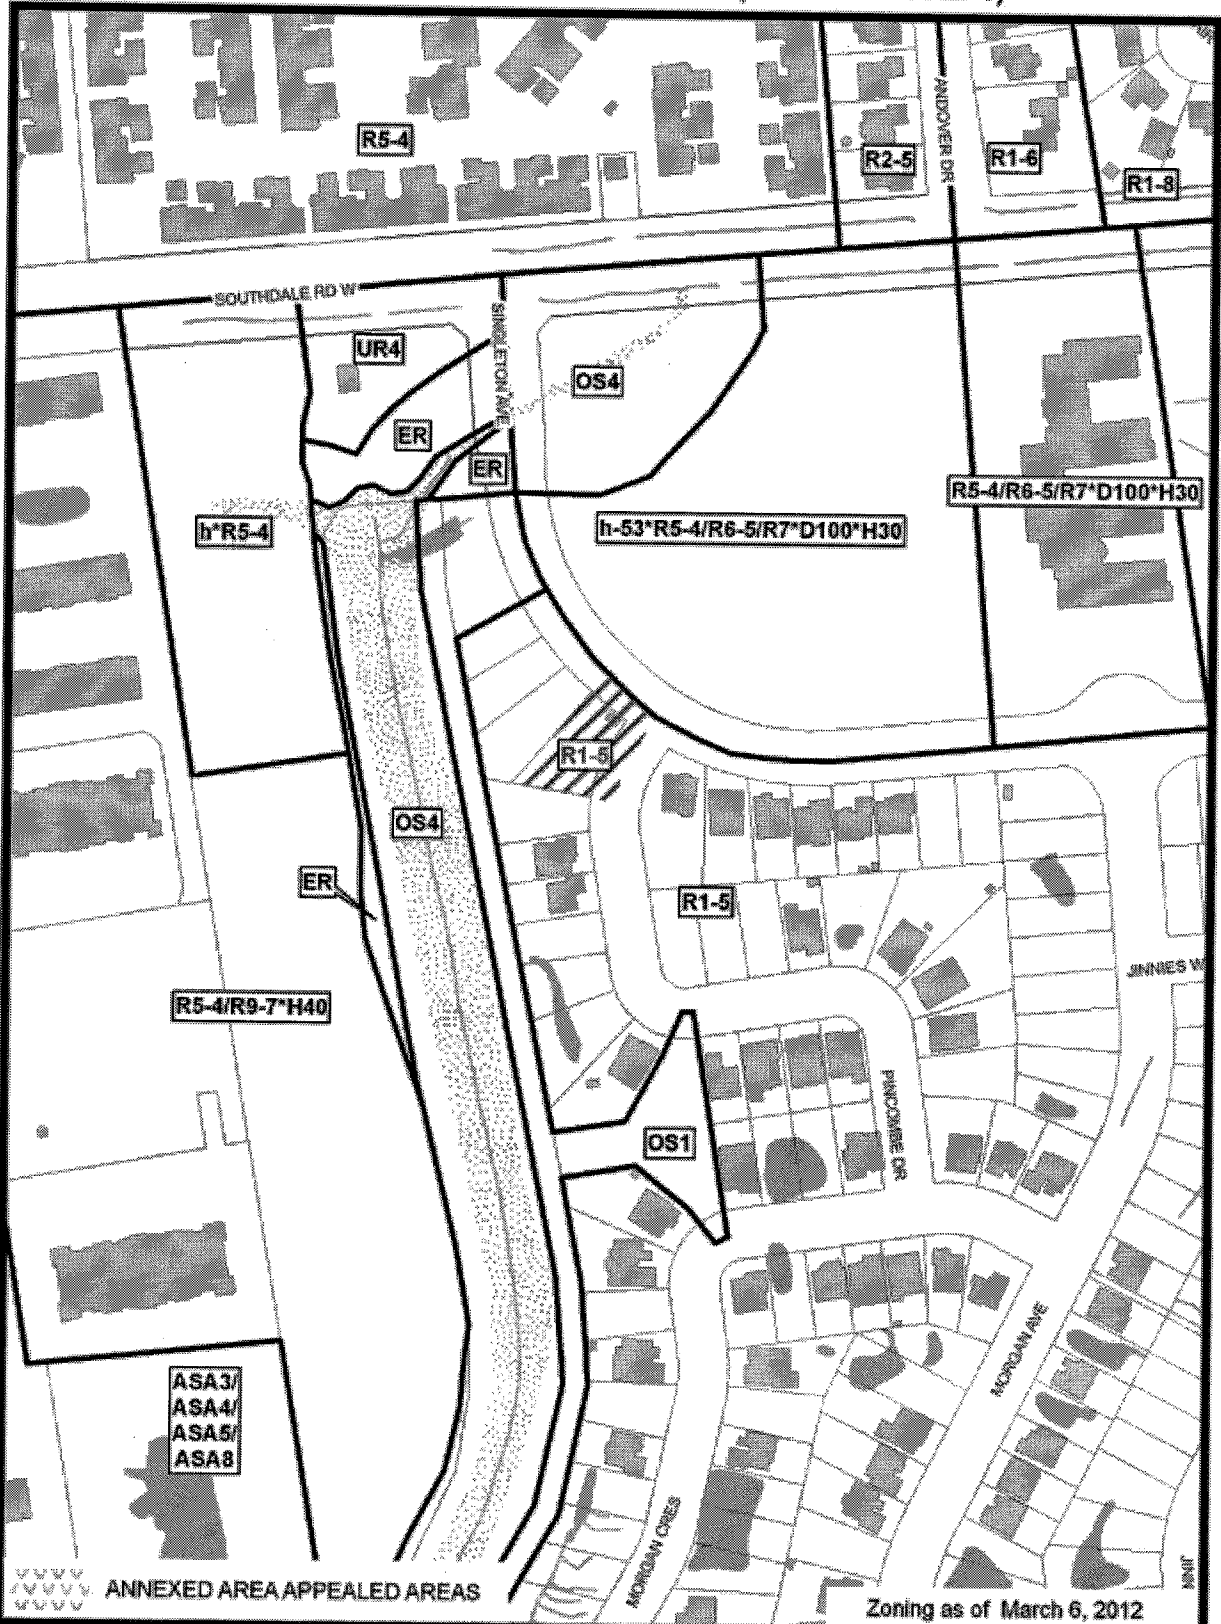 R5-4
R2-5
ANDOVER DR
R1-6
R1-8
SOUTHDALE RD W
SINGLETON AVE
UR4
OS4
ER
ER
R5-4/R6-5/R7*D100*H30
h*R5-4
h-53*R5-4/R6-5/R7*D100*H30
R1-5
OS4
ER
R1-5
JINNIES W
R5-4/R9-7*H40
PINCOMBE DR
OS1
MORGAN AVE
ASA3/
ASA4/
ASA5/
ASA8
MORGAN CRES
JINN
ANNEXED AREA APPEALED AREAS
Zoning as of March 6, 2012